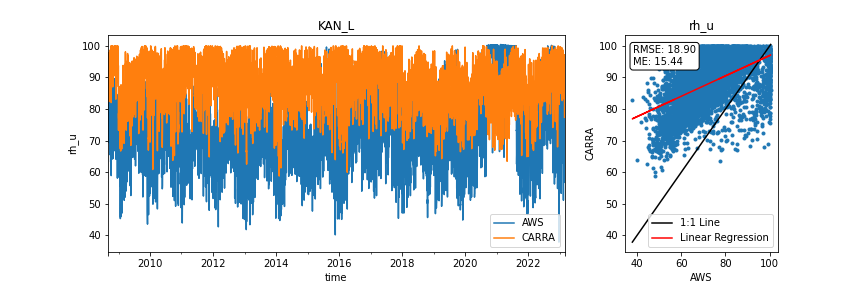 KAN_L
rh_u
100
90
80
70
60
50
40
2010
2012
2014
2016
2018
2020
2022
time
AWS
CARRA
rh_u
CARRA
100
90
80
70
60
50
40
40
60
80
100
AWS
RMSE: 18.90
ME: 15.44
1:1 Line
Linear Regression